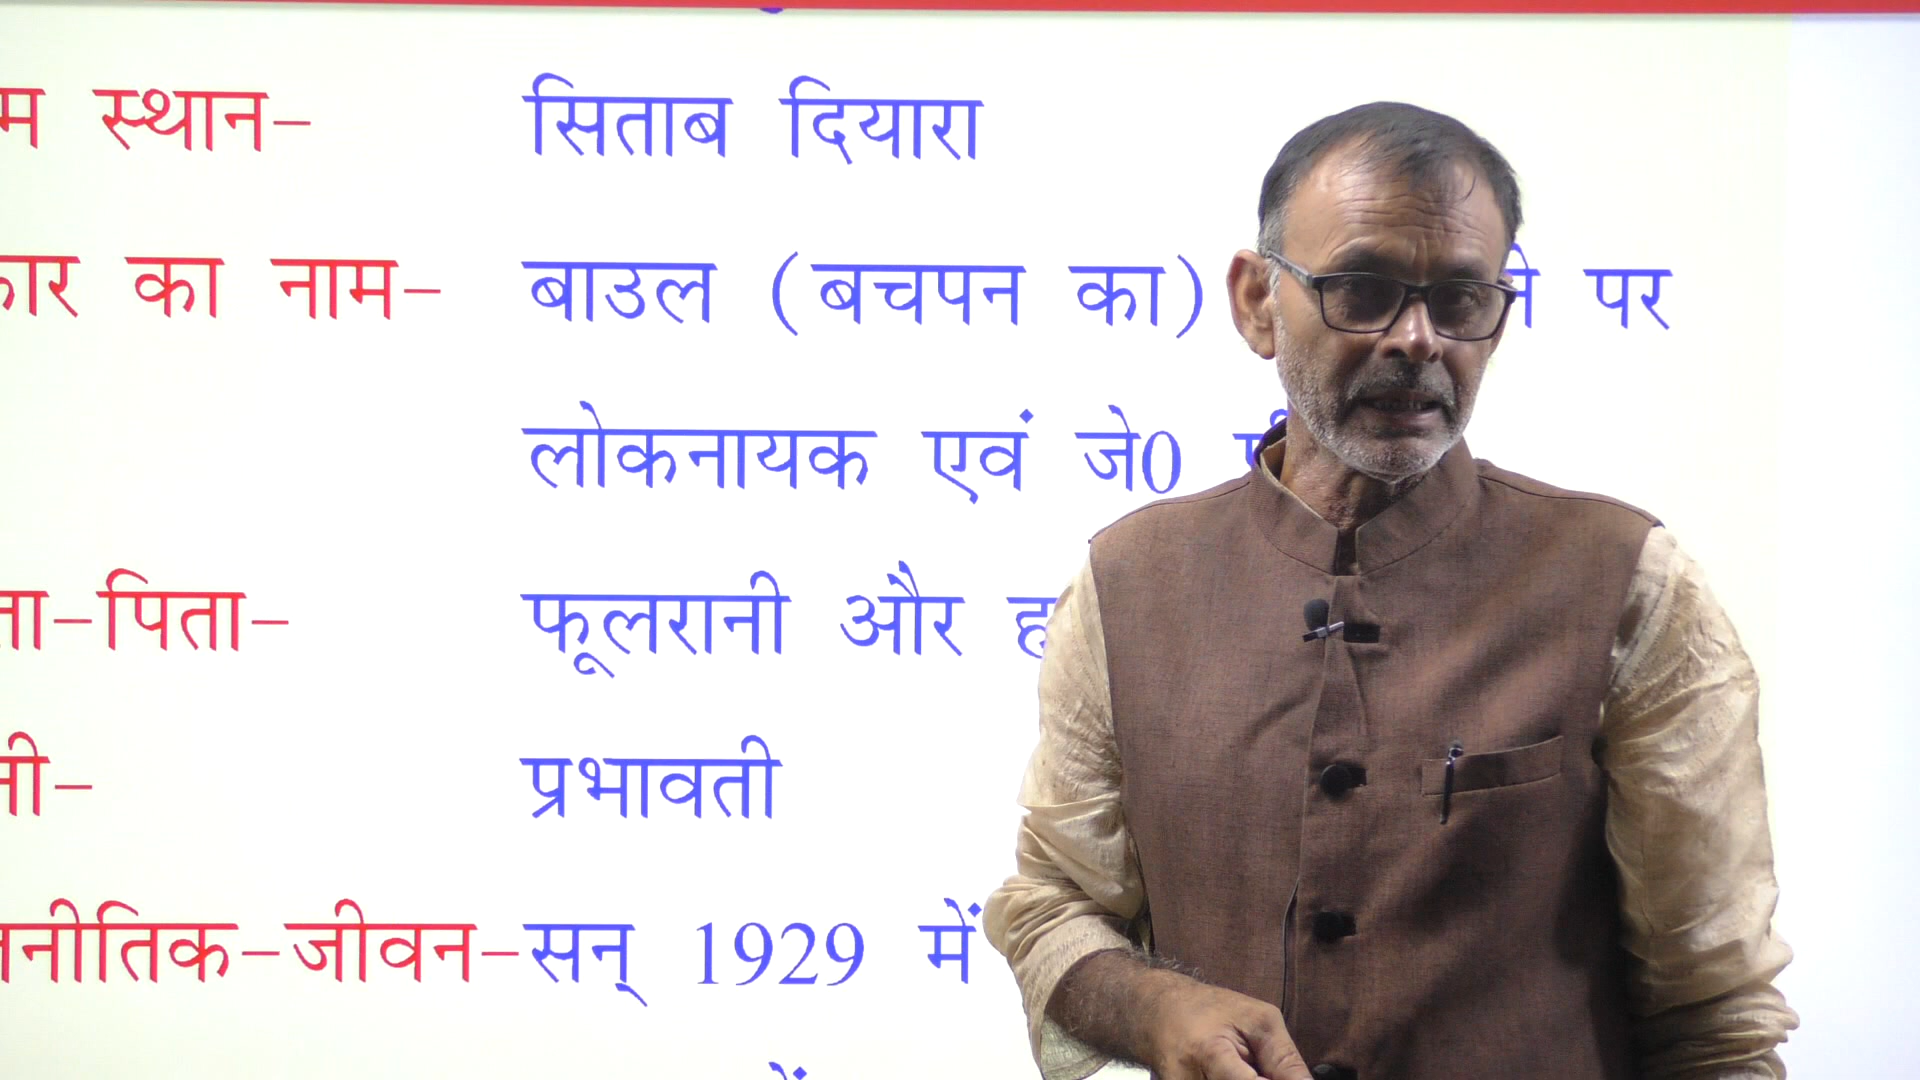 स्थान- सिताब दियारा
का नाम- बाउल (बचपन का) पर
लोकनायक एवं जे0
पिता- फूलरानी और
प्रभावती
जीवन- सन् 1929 में